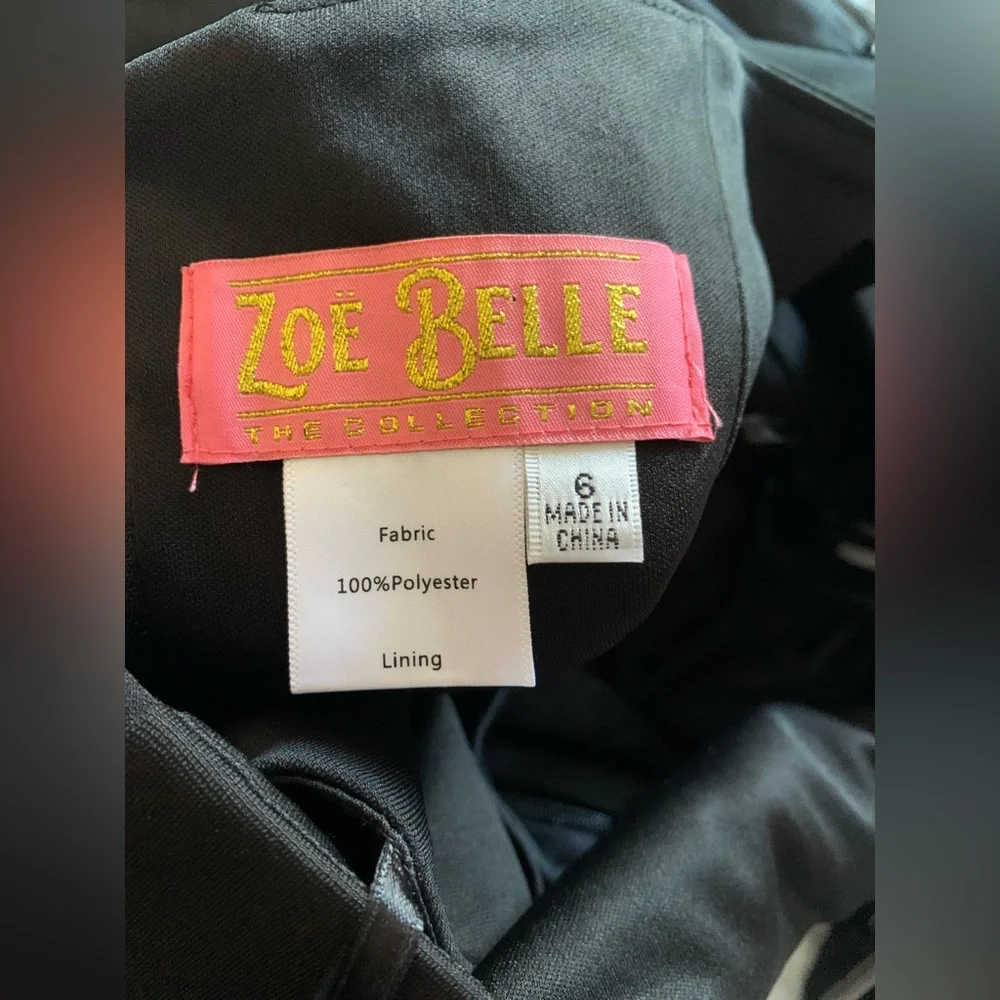 ZOË BELLE
THE COLLECTION
6
MADE IN
CHINA
Fabric
100%Polyester
Lining